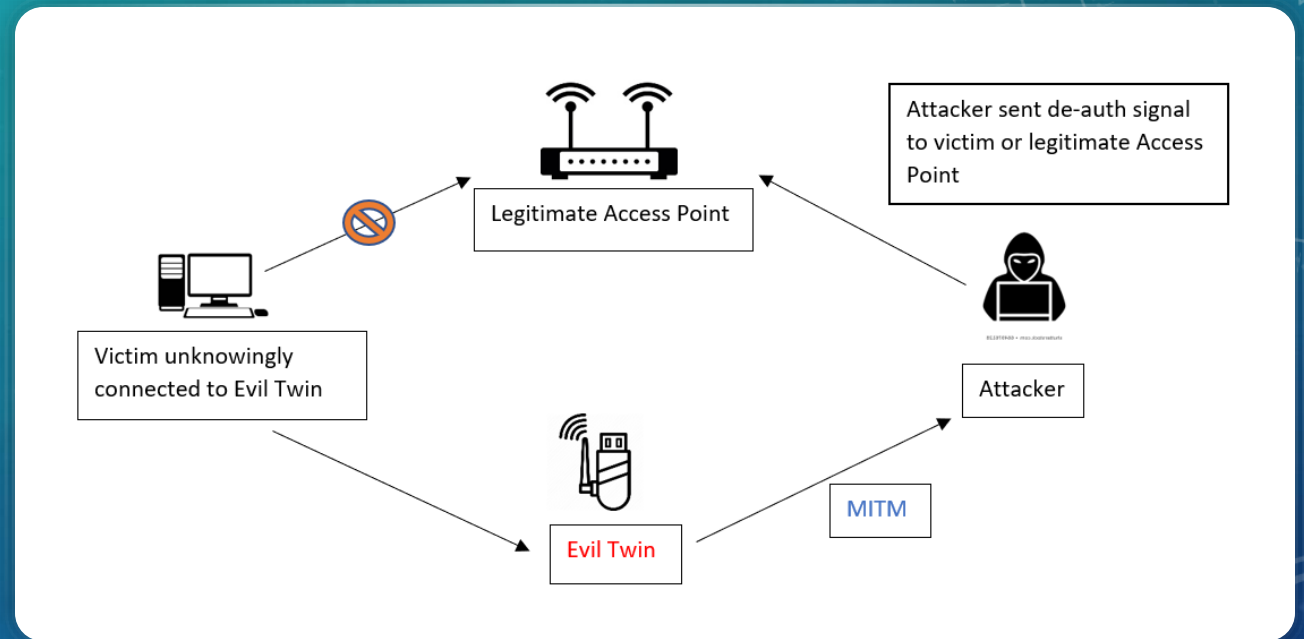 Attacker sent de-auth signal
to victim or legitimate Access
Point
Legitimate Access Point
Victim unknowingly
connected to Evil Twin
Attacker
MITM
Evil Twin